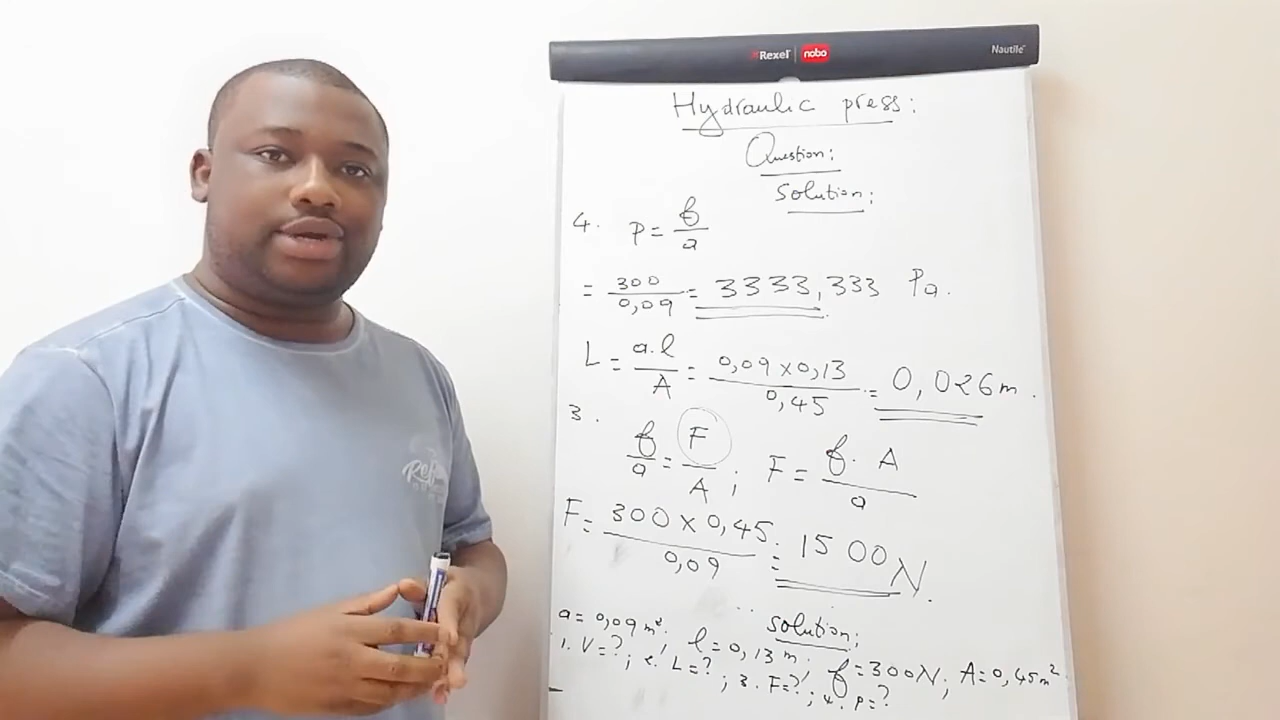 Rexel nobo Nautile
Hydraulic press:
Question:
Solution:
4. P = f/a
= 300/0,09 = 3333,333 Pa.
L = a.l/A = 0,09 x 0,13/0,45 = 0,026 m.
3.
f/a = F/A ; F = f. A/a
F = 300 x 0,45/0,09 = 1500 N.
Solution:
a = 0,09 m², l = 0,13 m; f = 300 N; A = 0,45 m²
1. V = ? ; 2. L = ? ; 3. F = ? ; 4. P = ?